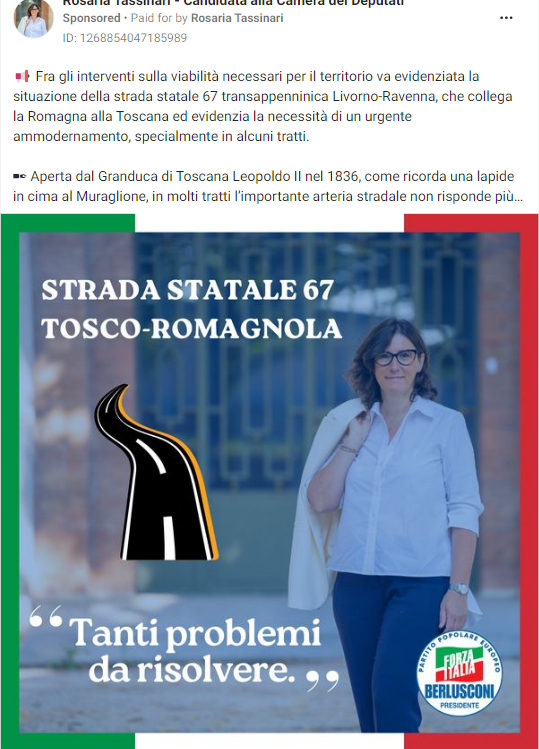 Rosaria Tassinari - Candidata alla Camera dei Deputati
Sponsored • Paid for by Rosaria Tassinari
ID: 1268854047185989
Fra gli interventi sulla viabilità necessari per il territorio va evidenziata la
situazione della strada statale 67 transappenninica Livorno-Ravenna, che collega
la Romagna alla Toscana ed evidenzia la necessità di un urgente
ammodernamento, specialmente in alcuni tratti.
Aperta dal Granduca di Toscana Leopoldo II nel 1836, come ricorda una lapide
in cima al Muraglione, in molti tratti l’importante arteria stradale non risponde più...
STRADA STATALE 67
TOSCO-ROMAGNOLA
“Tanti problemi
da risolvere.”
PARTITO POPOLARE EUROPEO
FORZA
ITALIA
BERLUSCONI
PRESIDENTE